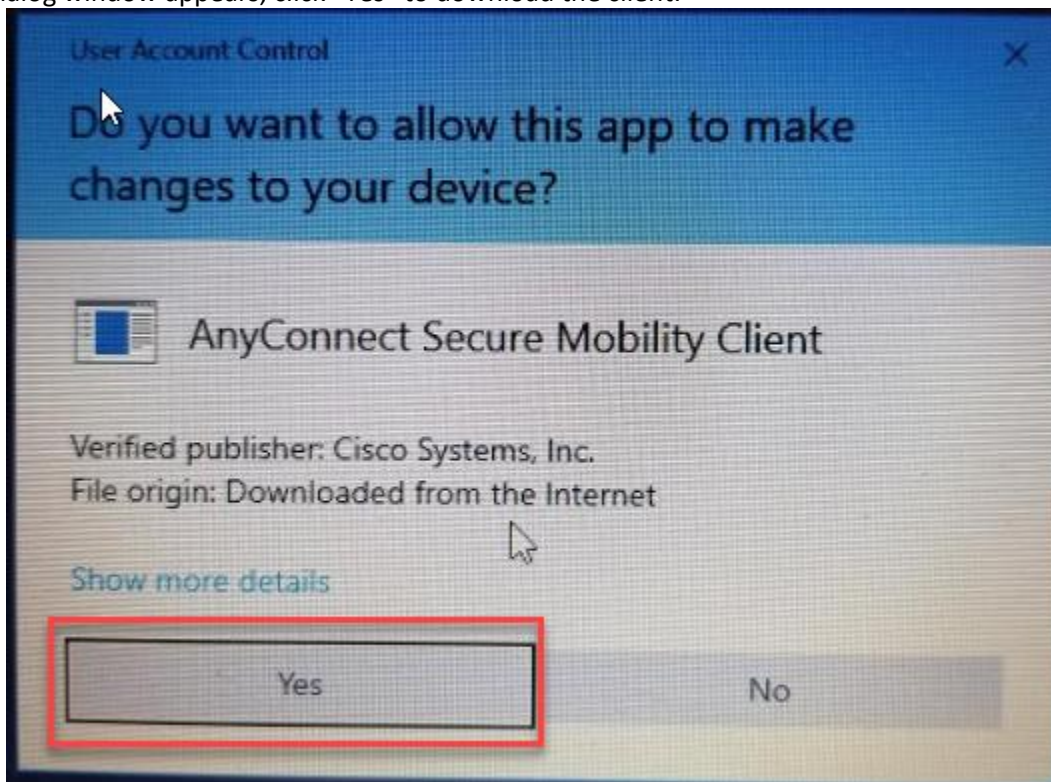 User Account Control
Do you want to allow this app to make
changes to your device?
AnyConnect Secure Mobility Client
Verified publisher: Cisco Systems, Inc.
File origin: Downloaded from the Internet
Show more details
Yes
No